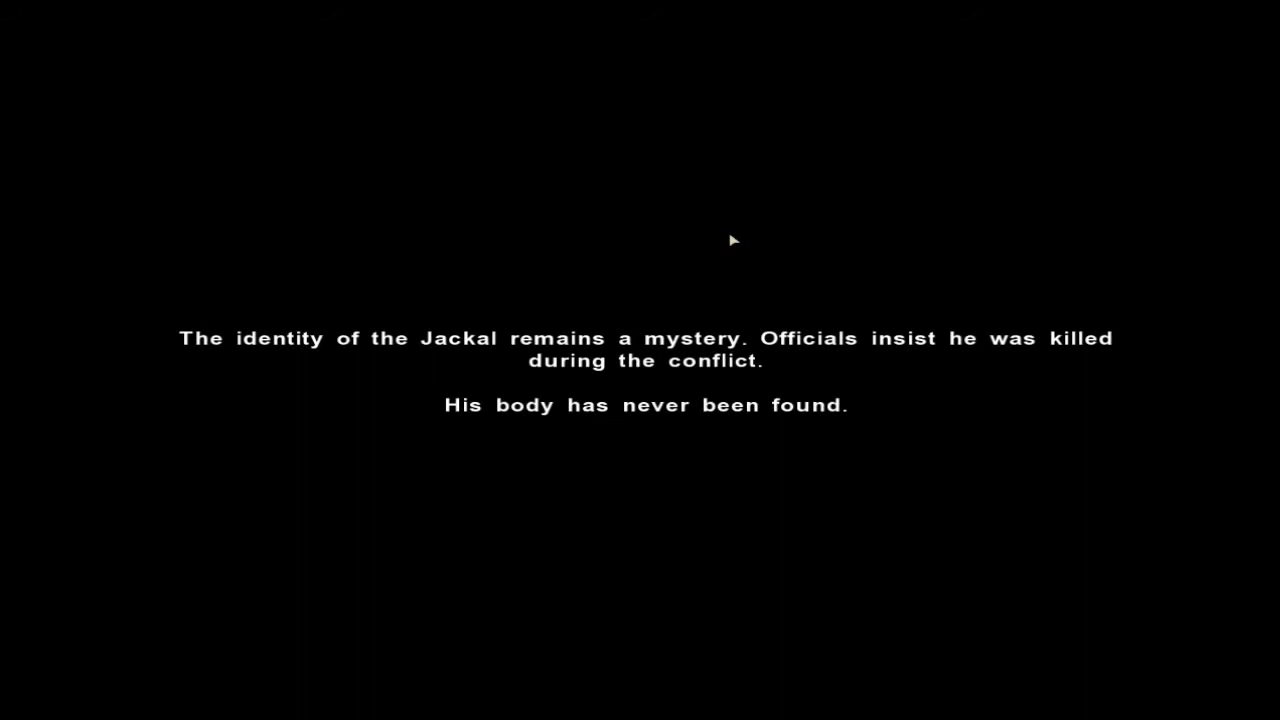 The identity of the Jackal remains a mystery. Officials insist he was killed
during the conflict.
His body has never been found.